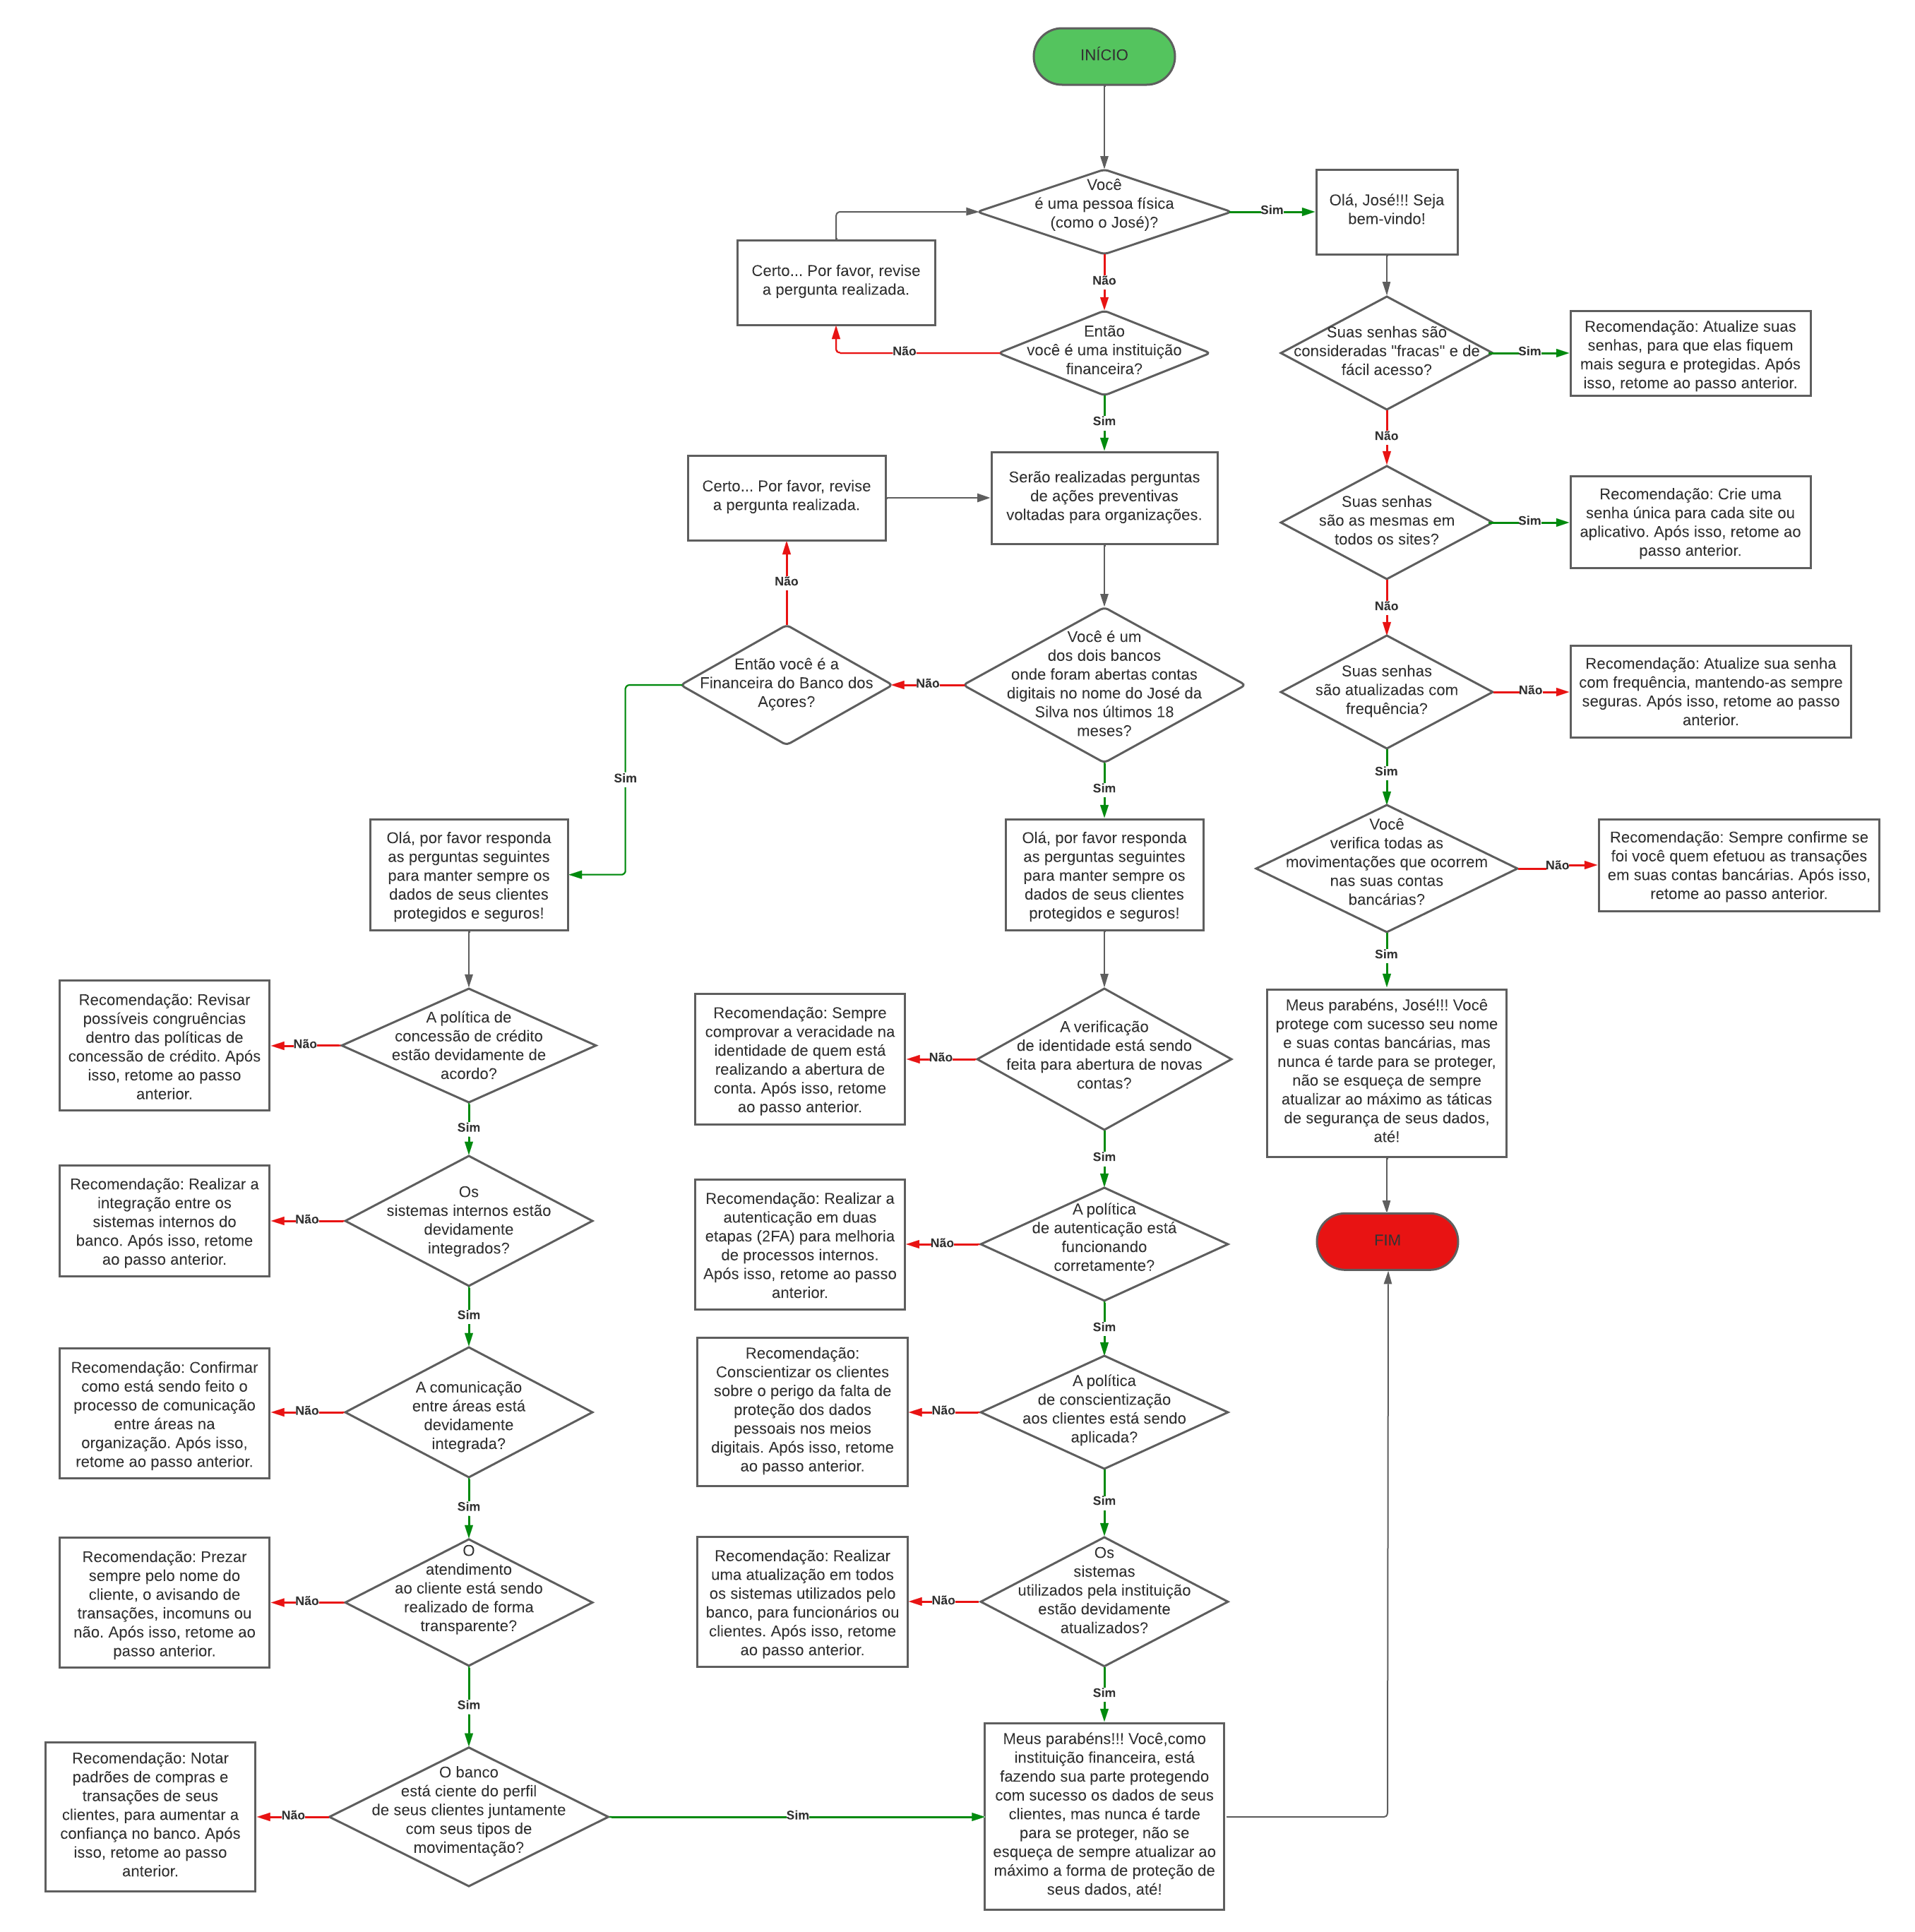 INÍCIO
Você
é uma pessoa física
(como o José)?
Sim
Olá, José!!! Seja
bem-vindo!
Certo... Por favor, revise
a pergunta realizada.
Não
Então
você é uma instituição
financeira?
Não
Sim
Suas senhas são
consideradas "fracas" e de
fácil acesso?
Sim
Recomendação: Atualize suas
senhas, para que elas fiquem
mais segura e protegidas. Após
isso, retome ao passo anterior.
Não
Certo... Por favor, revise
a pergunta realizada.
Serão realizadas perguntas
de ações preventivas
voltadas para organizações.
Suas senhas
são as mesmas em
todos os sites?
Sim
Recomendação: Crie uma
senha única para cada site ou
aplicativo. Após isso, retome ao
passo anterior.
Não
Não
Então você é a
Financeira do Banco dos
Açores?
Não
Você é um
dos dois bancos
onde foram abertas contas
digitais no nome do José da
Silva nos últimos 18
meses?
Suas senhas
são atualizadas com
frequência?
Não
Recomendação: Atualize sua senha
com frequência, mantendo-as sempre
seguras. Após isso, retome ao passo
anterior.
Sim
Sim
Sim
Olá, por favor responda
as perguntas seguintes
para manter sempre os
dados de seus clientes
protegidos e seguros!
Olá, por favor responda
as perguntas seguintes
para manter sempre os
dados de seus clientes
protegidos e seguros!
Você
verifica todas as
movimentações que ocorrem
nas suas contas
bancárias?
Não
Recomendação: Sempre confirme se
foi você quem efetuou as transações
em suas contas bancárias. Após isso,
retome ao passo anterior.
Sim
Recomendação: Revisar
possíveis congruências
dentro das políticas de
concessão de crédito. Após
isso, retome ao passo
anterior.
Não
A política de
concessão de crédito
estão devidamente de
acordo?
Recomendação: Sempre
comprovar a veracidade na
identidade de quem está
realizando a abertura de
conta. Após isso, retome
ao passo anterior.
Não
A verificação
de identidade está sendo
feita para abertura de novas
contas?
Meus parabéns, José!!! Você
protege com sucesso seu nome
e suas contas bancárias, mas
nunca é tarde para se proteger,
não se esqueça de sempre
atualizar ao máximo as táticas
de segurança de seus dados,
até!
Sim
Sim
Recomendação: Realizar a
integração entre os
sistemas internos do
banco. Após isso, retome
ao passo anterior.
Não
Os
sistemas internos estão
devidamente
integrados?
Recomendação: Realizar a
autenticação em duas
etapas (2FA) para melhoria
de processos internos.
Após isso, retome ao passo
anterior.
Não
A política
de autenticação está
funcionando
corretamente?
FIM
Sim
Sim
Recomendação: Confirmar
como está sendo feito o
processo de comunicação
entre áreas na
organização. Após isso,
retome ao passo anterior.
Não
A comunicação
entre áreas está
devidamente
integrada?
Recomendação:
Conscientizar os clientes
sobre o perigo da falta de
proteção dos dados
pessoais nos meios
digitais. Após isso, retome
ao passo anterior.
Não
A política
de conscientização
aos clientes está sendo
aplicada?
Sim
Sim
Recomendação: Prezar
sempre pelo nome do
cliente, o avisando de
transações, incomuns ou
não. Após isso, retome ao
passo anterior.
Não
O
atendimento
ao cliente está sendo
realizado de forma
transparente?
Recomendação: Realizar
uma atualização em todos
os sistemas utilizados pelo
banco, para funcionários ou
clientes. Após isso, retome
ao passo anterior.
Não
Os
sistemas
utilizados pela instituição
estão devidamente
atualizados?
Sim
Sim
Recomendação: Notar
padrões de compras e
transações de seus
clientes, para aumentar a
confiança no banco. Após
isso, retome ao passo
anterior.
Não
O banco
está ciente do perfil
de seus clientes juntamente
com seus tipos de
movimentação?
Sim
Meus parabéns!!! Você,como
instituição financeira, está
fazendo sua parte protegendo
com sucesso os dados de seus
clientes, mas nunca é tarde
para se proteger, não se
esqueça de sempre atualizar ao
máximo a forma de proteção de
seus dados, até!